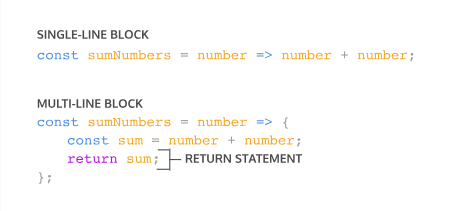 SINGLE-LINE BLOCK
const sumNumbers = number => number + number;
MULTI-LINE BLOCK
const sumNumbers = number => {
    const sum = number + number;
    return sum; RETURN STATEMENT
};